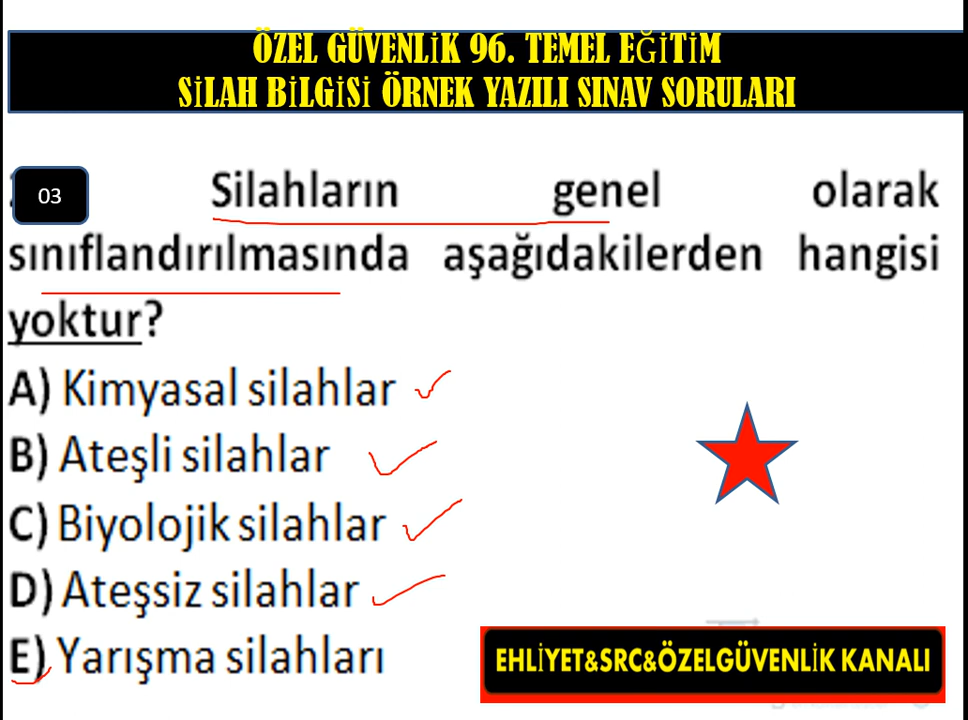 ÖZEL GÜVENLİK 96. TEMEL EĞİTİM
SİLAH BİLGİSİ ÖRNEK YAZILI SINAV SORULARI
03 Silahların genel olarak
sınıflandırılmasında aşağıdakilerden hangisi
yoktur?
A) Kimyasal silahlar
B) Ateşli silahlar
C) Biyolojik silahlar
D) Ateşsiz silahlar
E) Yarışma silahları
EHLİYET&SRC&ÖZELGÜVENLİK KANALI